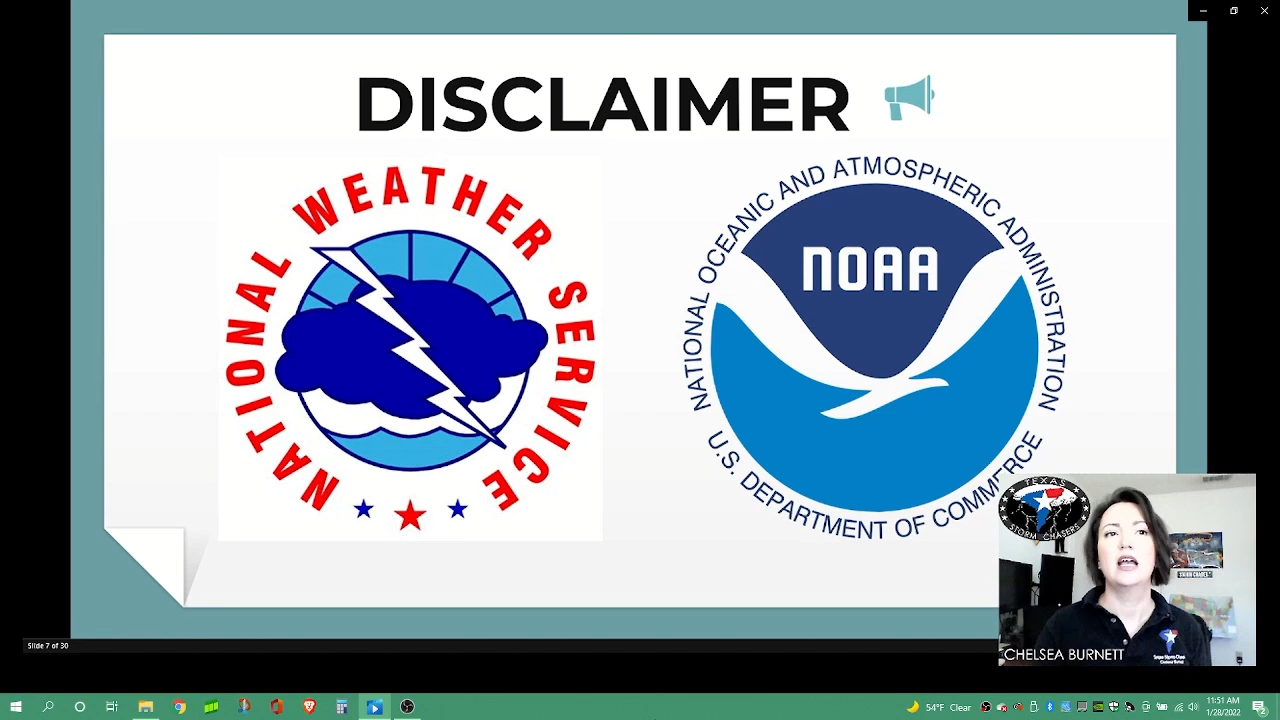 DISCLAIMER
NATIONAL WEATHER SERVICE
NATIONAL OCEANIC AND ATMOSPHERIC ADMINISTRATION
NOAA
U.S. DEPARTMENT OF COMMERCE
TEXAS
STORM CHASERS
CHELSEA BURNETT
Slide 7 of 30
54°F Clear
11:51 AM
1/28/2022